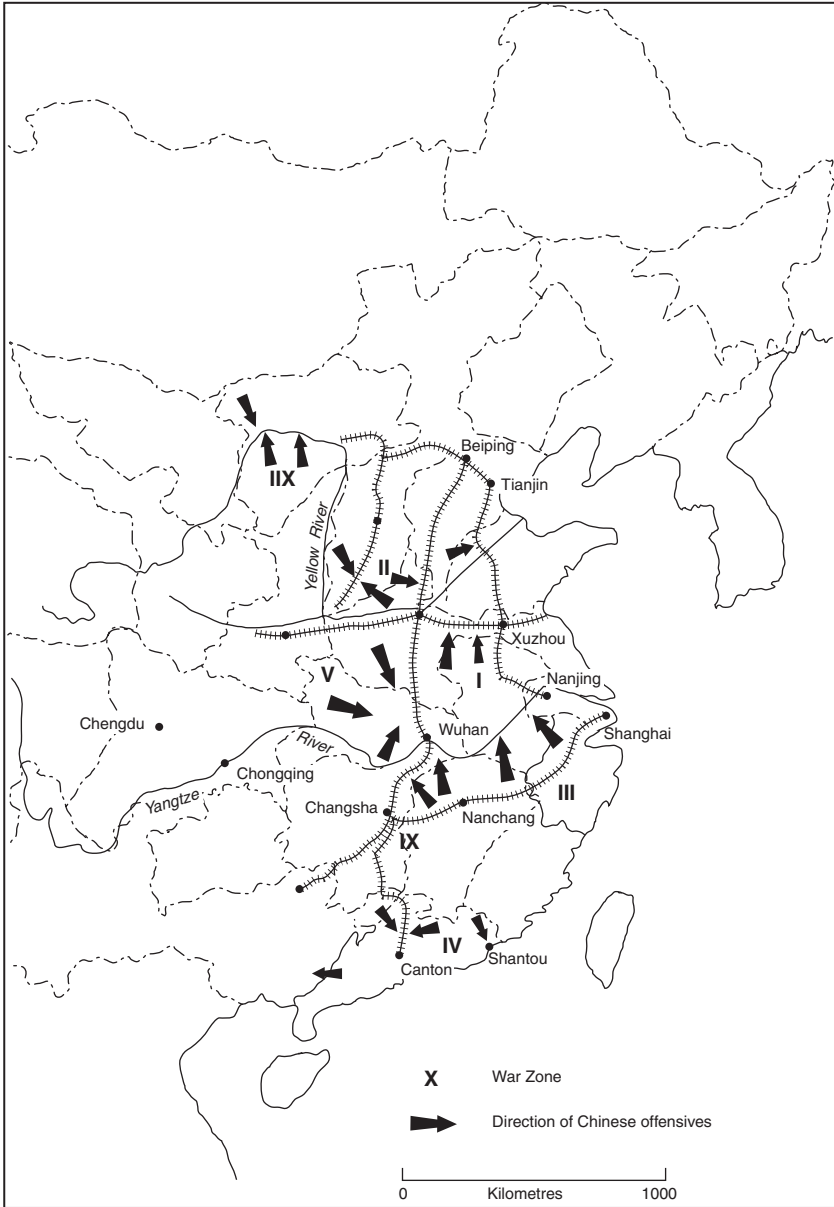 Beiping
Tianjin
IIX
Yellow River
II
Xuzhou
V
I
Nanjing
Chengdu
Wuhan
Shanghai
River
Chongqing
Yangtze
Changsha
Nanchang
III
IX
IV
Canton
Shantou
X War Zone
Direction of Chinese offensives
0 Kilometres 1000